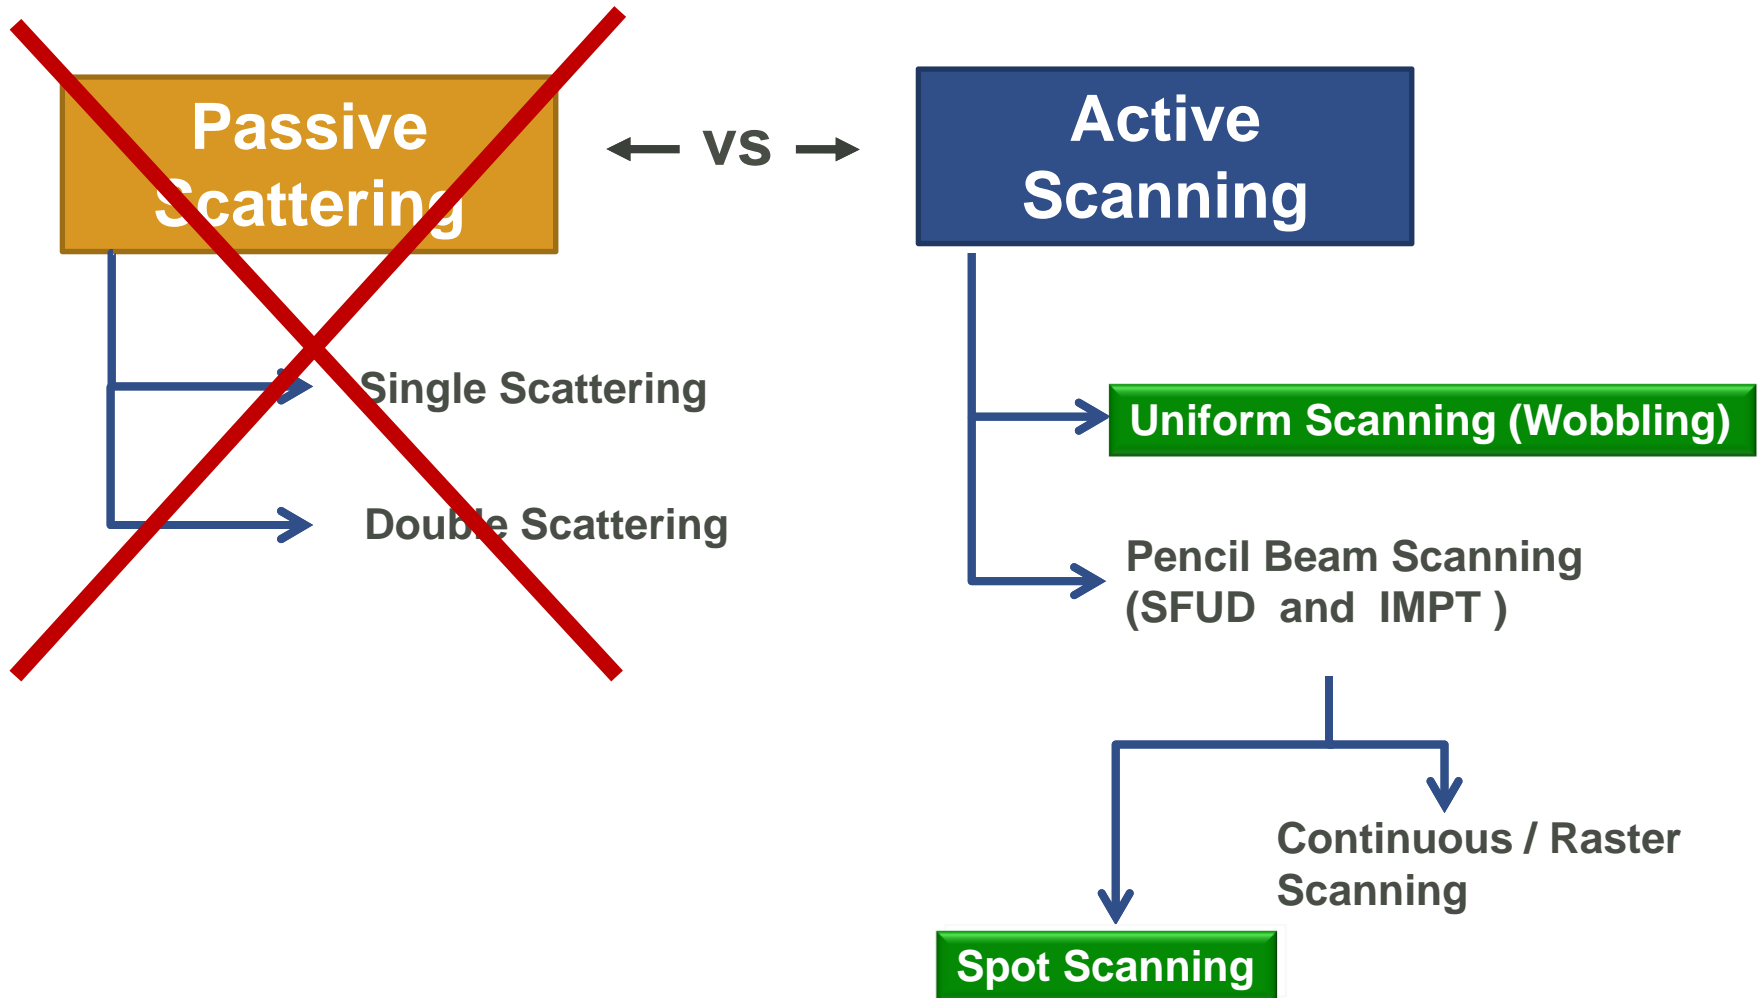 Passive
Scattering
vs
Active
Scanning
Single Scattering
Double Scattering
Uniform Scanning (Wobbling)
Pencil Beam Scanning
(SFUD and IMPT )
Continuous / Raster
Scanning
Spot Scanning